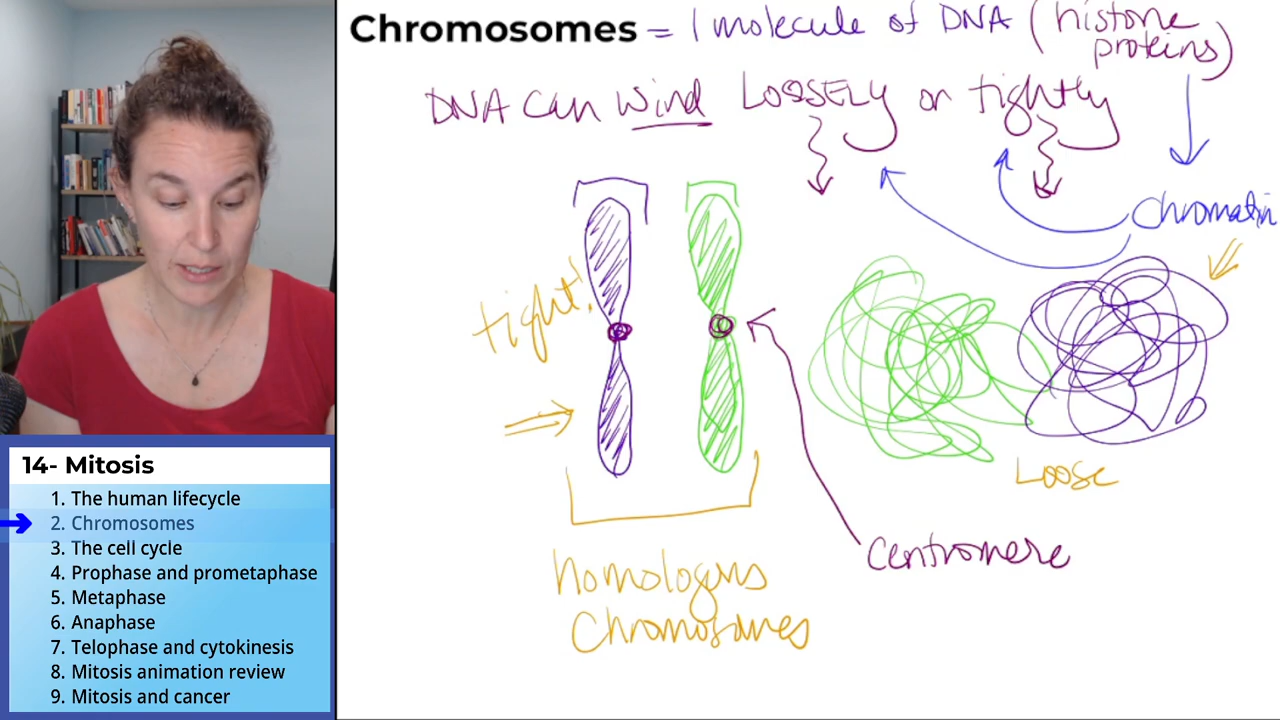 Chromosomes = 1 molecule of DNA (histone proteins)
DNA can wind LOOSELY or tightly
chromatin
tight!
Loose
centromere
homologous
chromosomes
14- Mitosis
1. The human lifecycle
2. Chromosomes
3. The cell cycle
4. Prophase and prometaphase
5. Metaphase
6. Anaphase
7. Telophase and cytokinesis
8. Mitosis animation review
9. Mitosis and cancer